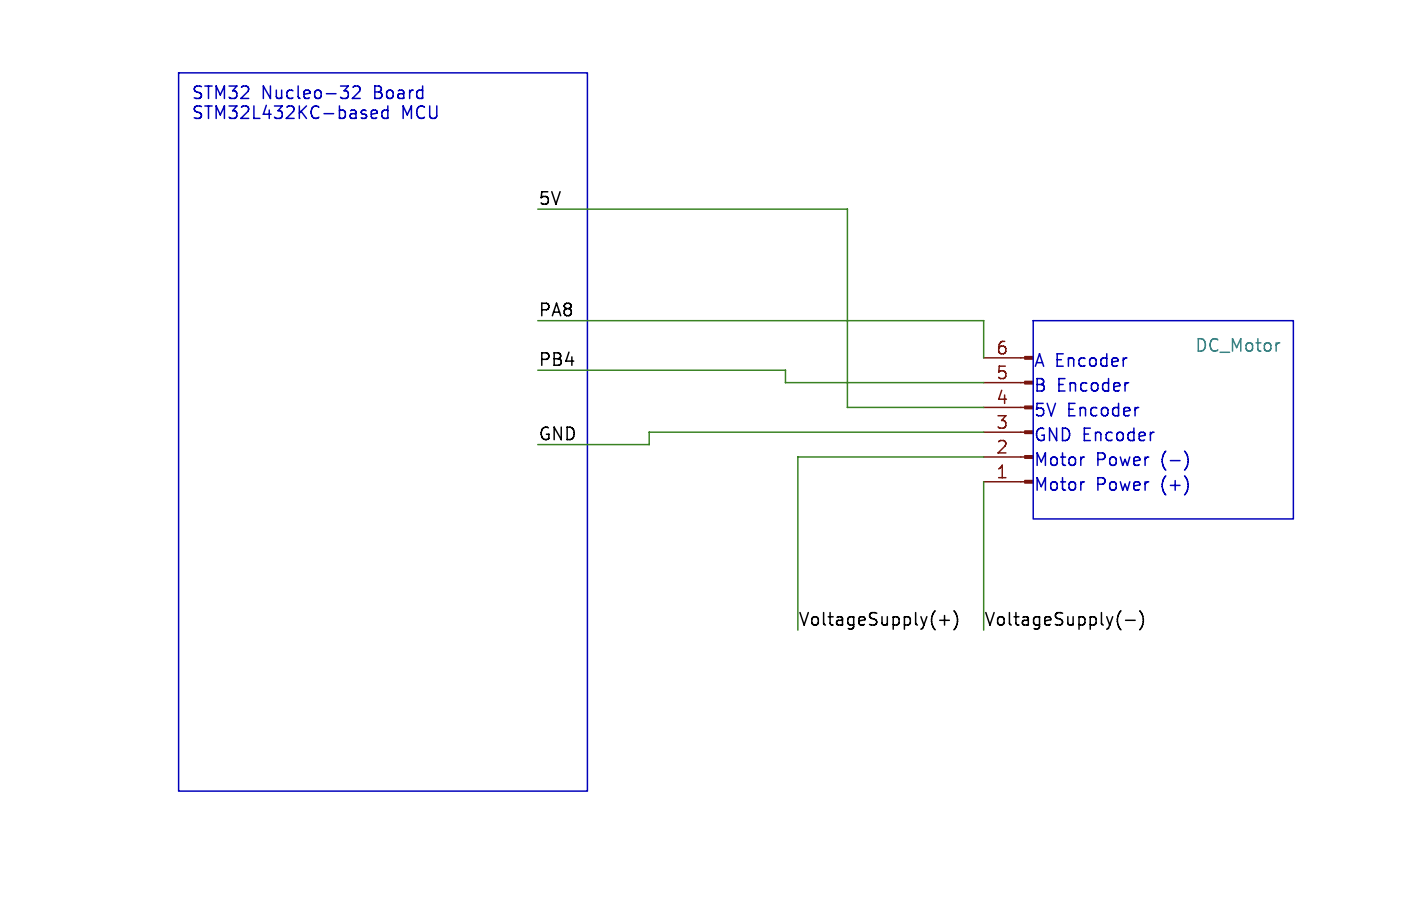 STM32 Nucleo-32 Board
STM32L432KC-based MCU
5V
PA8
PB4
GND
DC_Motor
6
A Encoder
5
B Encoder
4
5V Encoder
3
GND Encoder
2
Motor Power (-)
1
Motor Power (+)
VoltageSupply(+)
VoltageSupply(-)